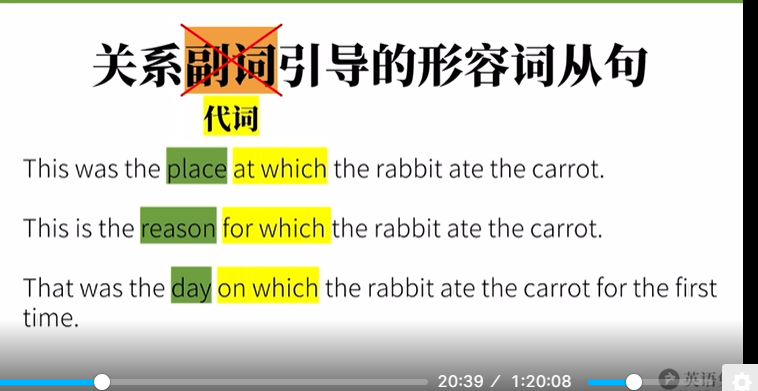 关系副词引导的形容词从句
代词
This was the place at which the rabbit ate the carrot.
This is the reason for which the rabbit ate the carrot.
That was the day on which the rabbit ate the carrot for the first
time.
20:39 / 1:20:08
英语